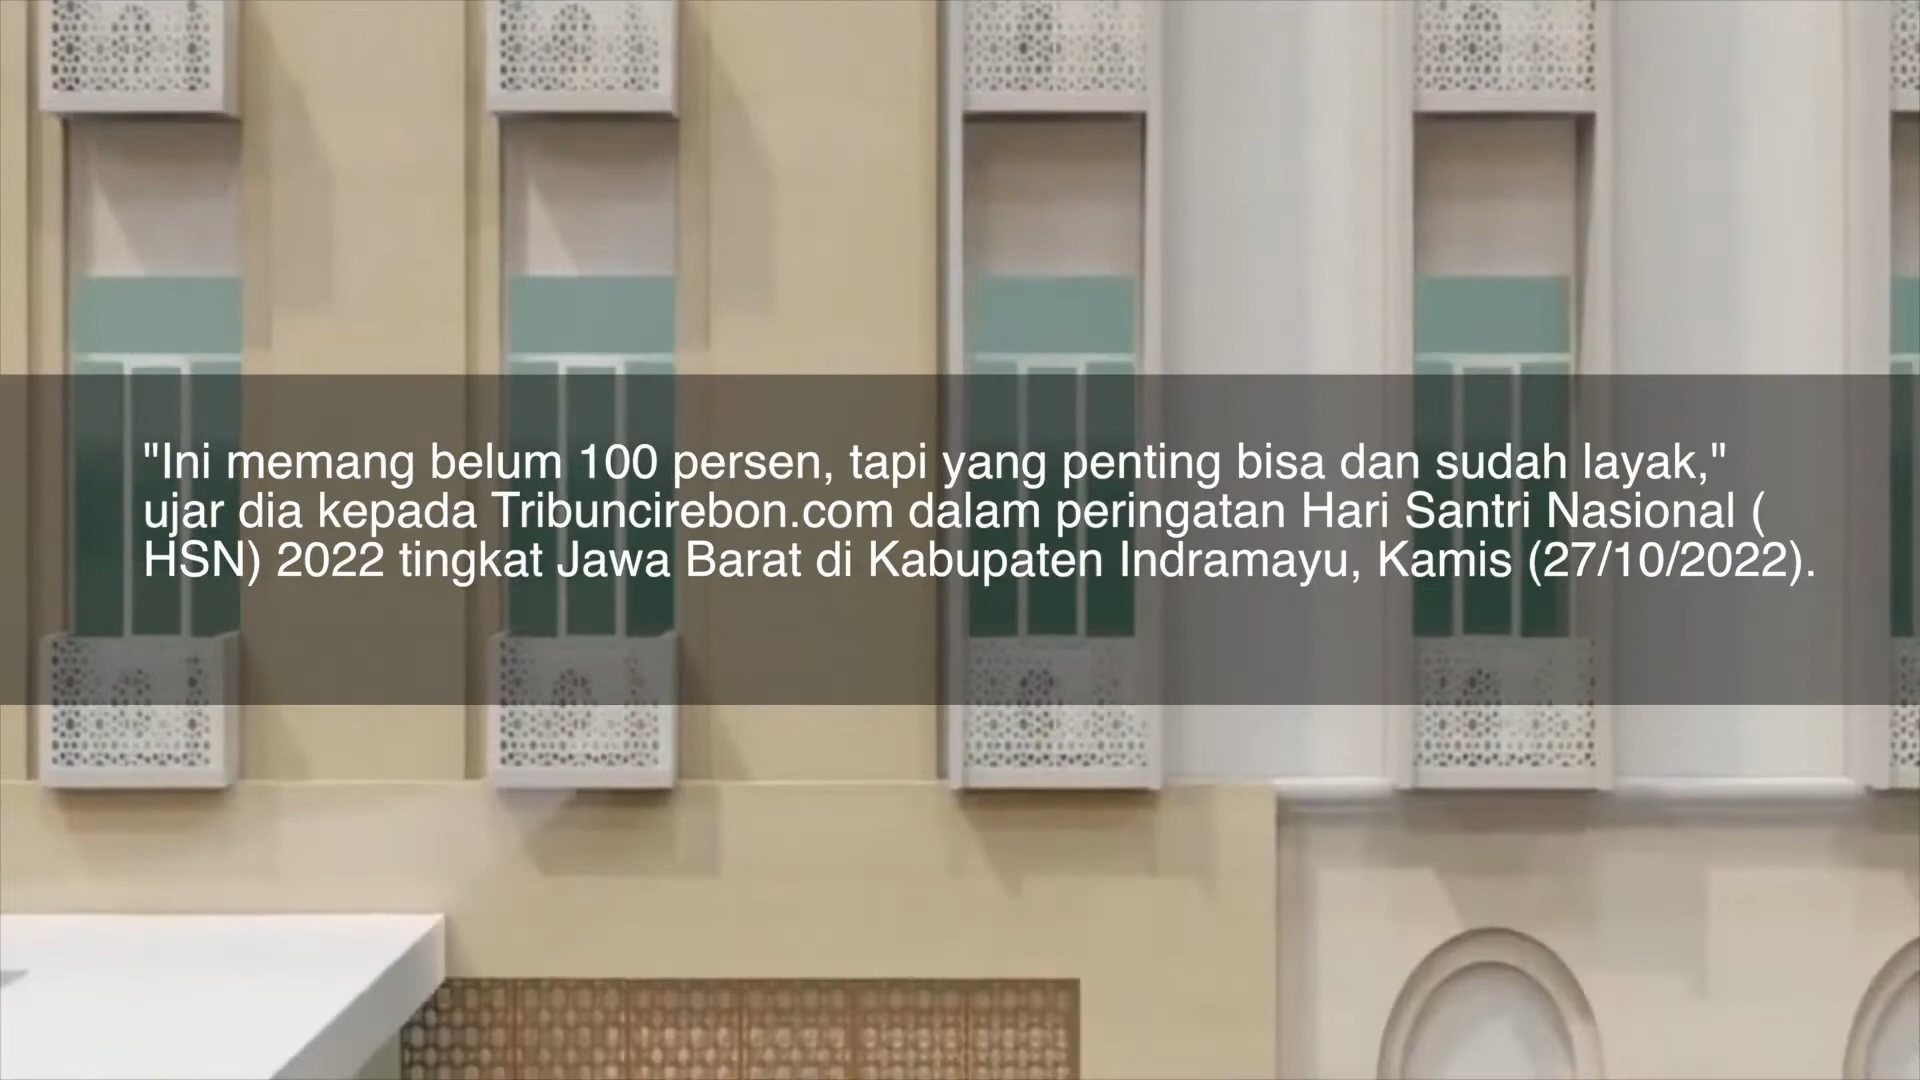 "Ini memang belum 100 persen, tapi yang penting bisa dan sudah layak,"
ujar dia kepada Tribuncirebon.com dalam peringatan Hari Santri Nasional (
HSN) 2022 tingkat Jawa Barat di Kabupaten Indramayu, Kamis (27/10/2022).